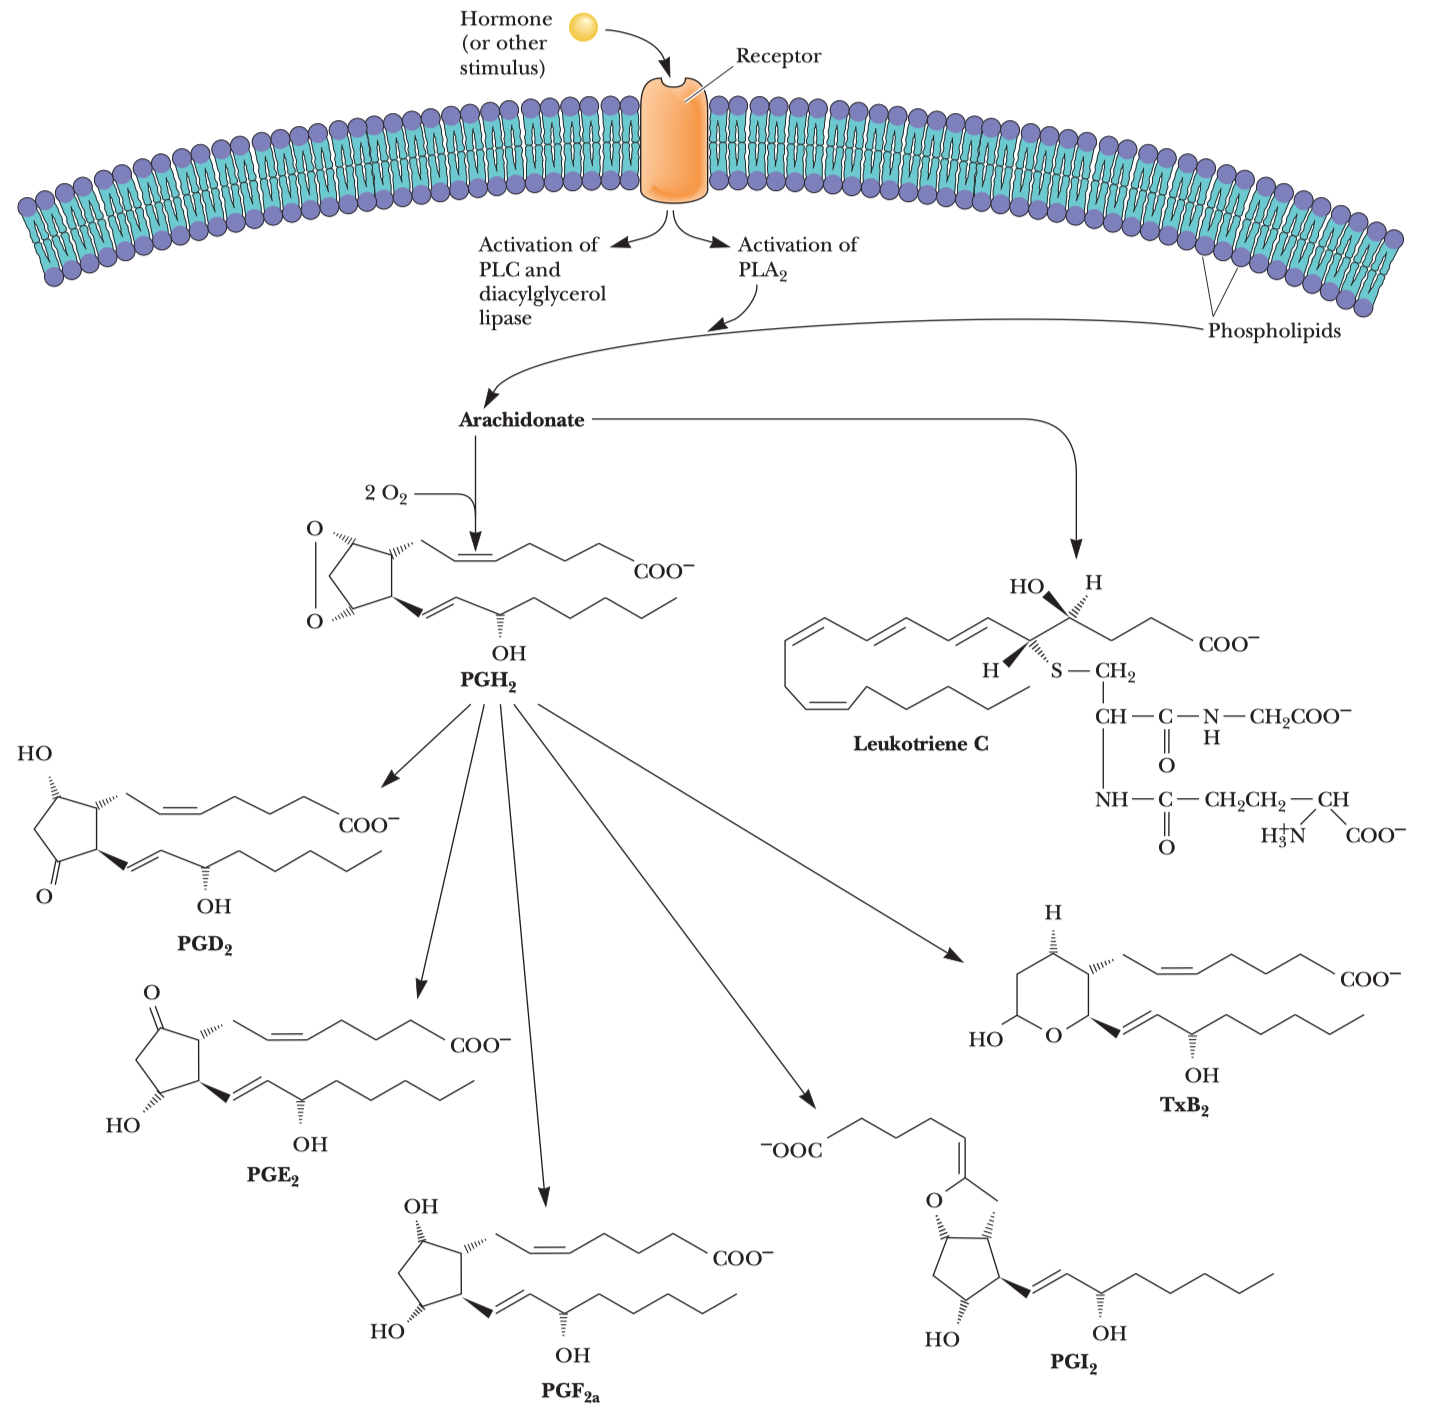 Hormone
(or other
stimulus)
Receptor
Activation of
PLC and
diacylglycerol
lipase
Activation of
PLA₂
Phospholipids
Arachidonate
2 O₂
O
O
COO⁻
OH
PGH₂
HO
H
COO⁻
H
S
CH₂
CH
C
N
H
CH₂COO⁻
O
Leukotriene C
NH
C
CH₂CH₂
CH
O
H₃⁺N
COO⁻
HO
COO⁻
O
OH
PGD₂
O
COO⁻
HO
OH
PGE₂
H
COO⁻
HO
O
OH
TxB₂
⁻OOC
O
HO
OH
PGI₂
OH
COO⁻
HO
OH
PGF₂ₐ